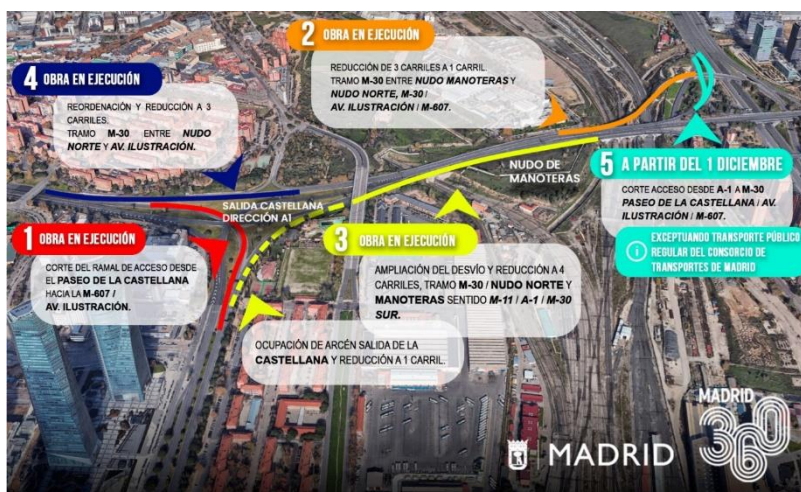 2 OBRA EN EJECUCIÓN
REDUCCIÓN DE 3 CARRILES A 1 CARRIL.
TRAMO M-30 ENTRE NUDO MANOTERAS Y
NUDO NORTE, M-30 /
AV. ILUSTRACIÓN / M-607.
4 OBRA EN EJECUCIÓN
REORDENACIÓN Y REDUCCIÓN A 3
CARRILES.
TRAMO M-30 ENTRE NUDO
NORTE Y AV. ILUSTRACIÓN.
NUDO DE
MANOTERAS
5 A PARTIR DEL 1 DICIEMBRE
CORTE ACCESO DESDE A-1 A M-30
PASEO DE LA CASTELLANA / AV.
ILUSTRACIÓN / M-607.
EXCEPTUANDO TRANSPORTE PÚBLICO
REGULAR DEL CONSORCIO DE
TRANSPORTES DE MADRID
SALIDA CASTELLANA
DIRECCIÓN A1
1 OBRA EN EJECUCIÓN
CORTE DEL RAMAL DE ACCESO DESDE
EL PASEO DE LA CASTELLANA
HACIA LA M-607 /
AV. ILUSTRACIÓN.
3 OBRA EN EJECUCIÓN
AMPLIACIÓN DEL DESVÍO Y REDUCCIÓN A 4
CARRILES, TRAMO M-30 / NUDO NORTE Y
MANOTERAS SENTIDO M-11 / A-1 / M-30
SUR.
OCUPACIÓN DE ARCÉN SALIDA DE LA
CASTELLANA Y REDUCCIÓN A 1 CARRIL.
MADRID
MADRID
360